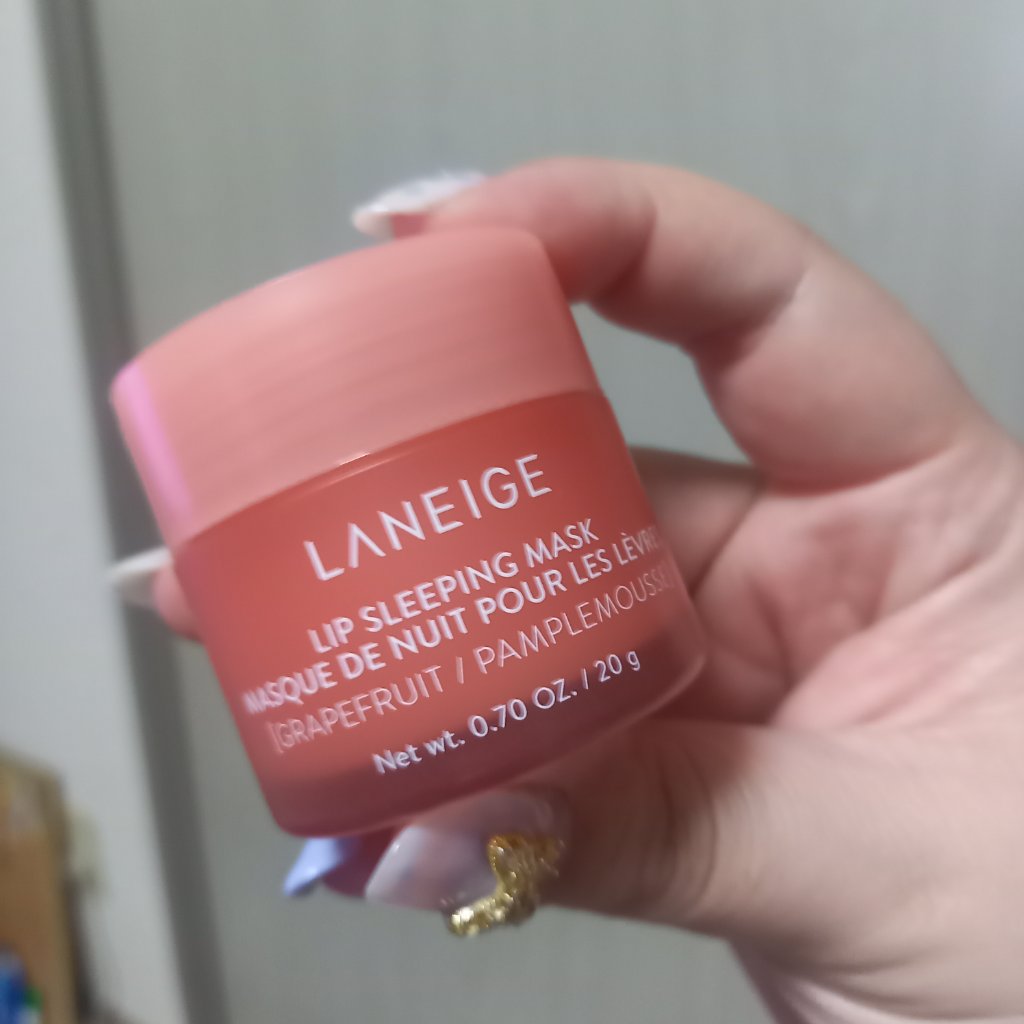 LANEIGE
LIP SLEEPING MASK
MASQUE DE NUIT POUR LES LÈVRES
[GRAPEFRUIT / PAMPLEMOUSSE]
Net wt. 0.70 OZ. / 20 g